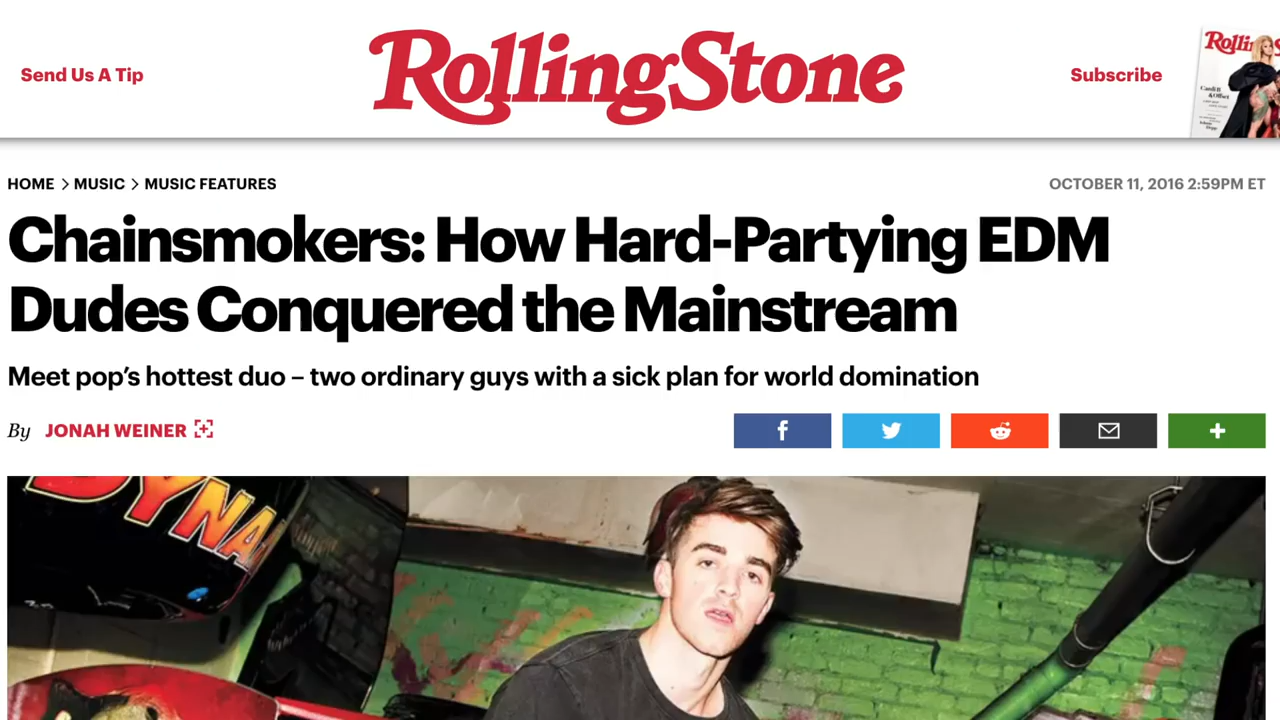 Send Us A Tip
RollingStone
Subscribe
HOME > MUSIC > MUSIC FEATURES
OCTOBER 11, 2016 2:59PM ET
Chainsmokers: How Hard-Partying EDM
Dudes Conquered the Mainstream
Meet pop's hottest duo – two ordinary guys with a sick plan for world domination
By JONAH WEINER